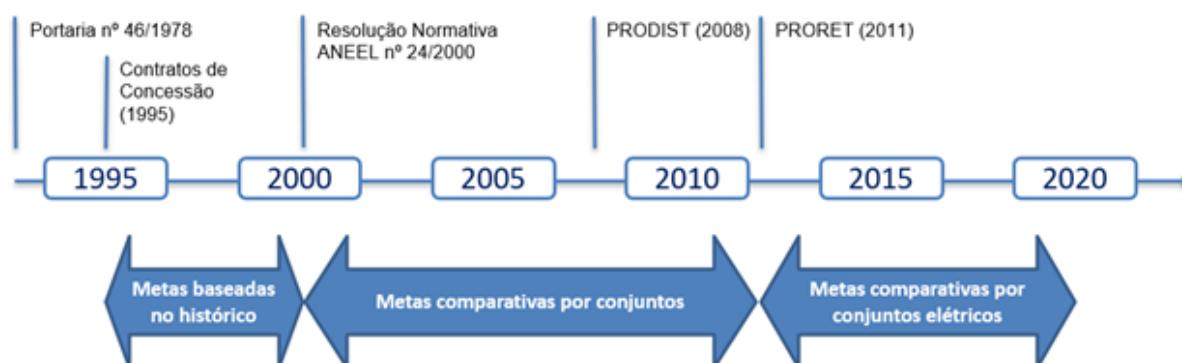 Portaria nº 46/1978
Contratos de
Concessão
(1995)
Resolução Normativa
ANEEL nº 24/2000
PRODIST (2008)
PRORET (2011)
1995
2000
2005
2010
2015
2020
Metas baseadas
no histórico
Metas comparativas por conjuntos
Metas comparativas por
conjuntos elétricos